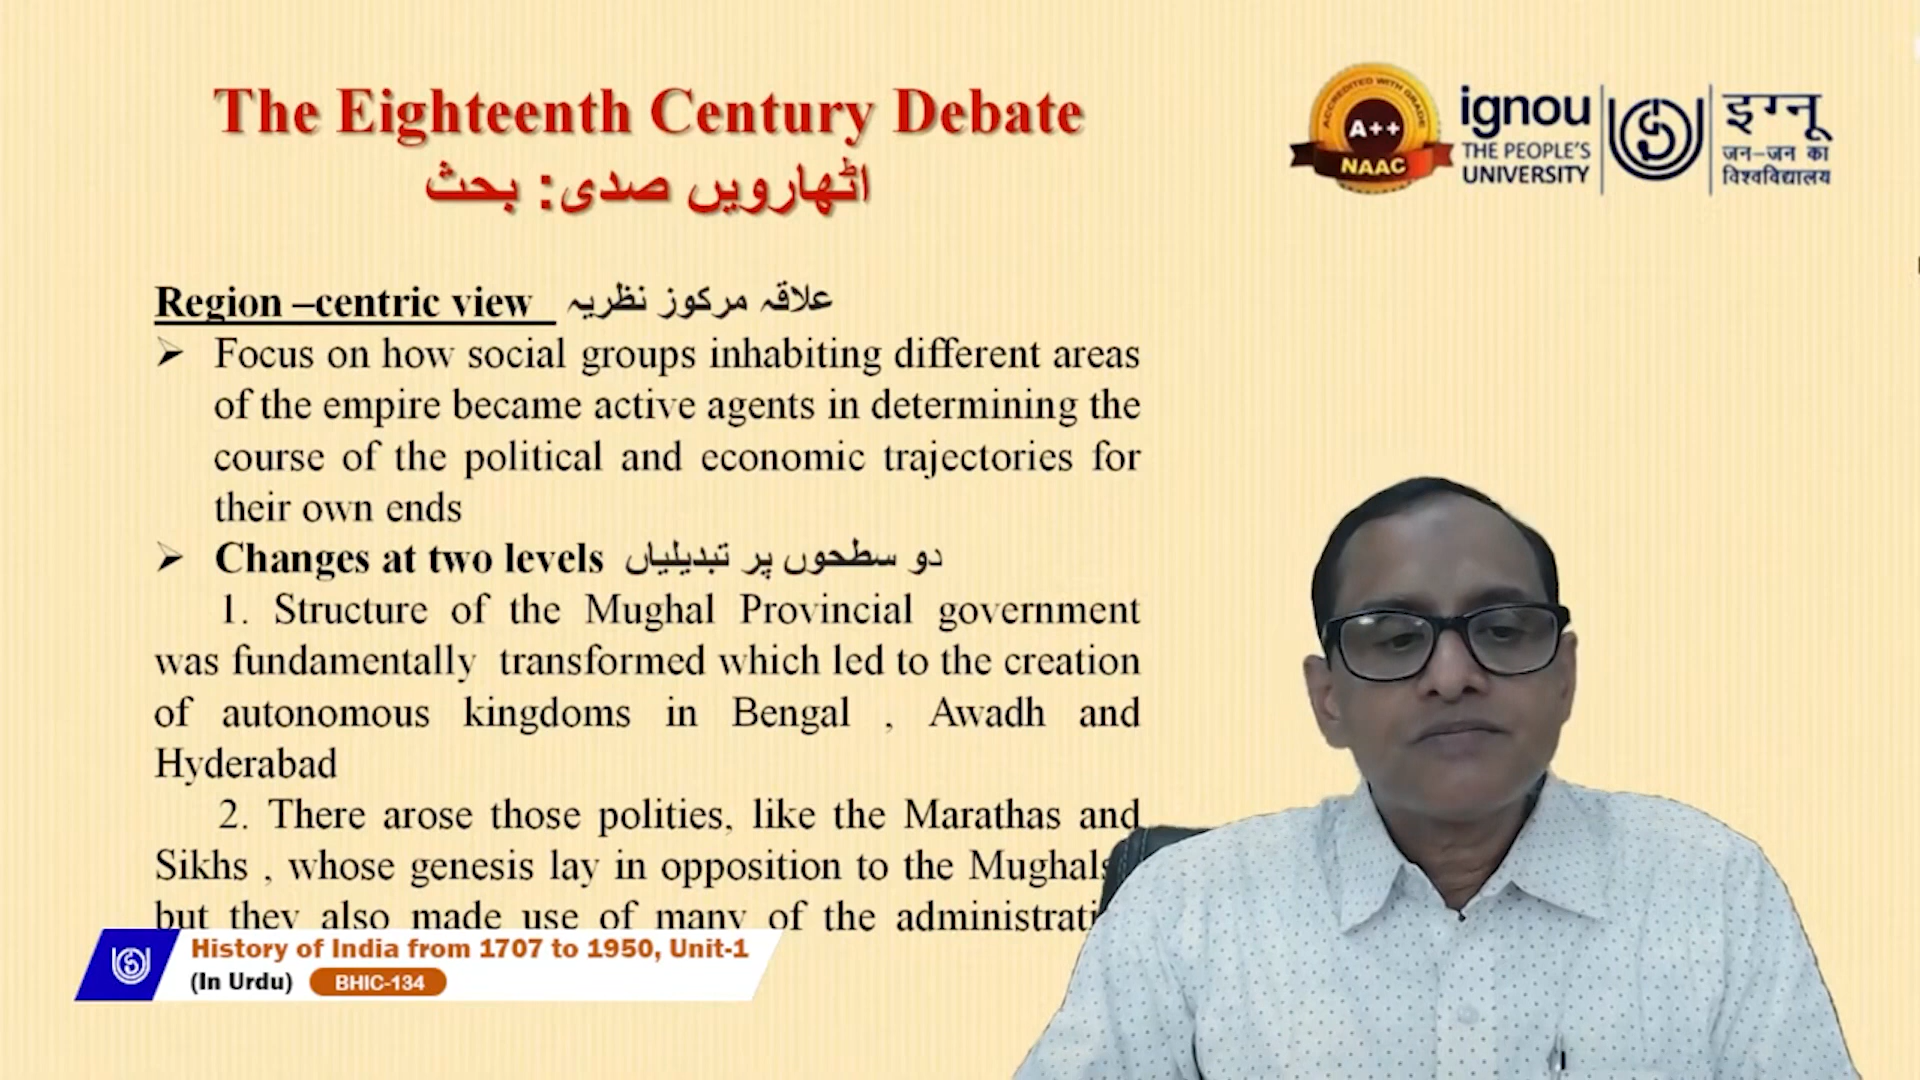 The Eighteenth Century Debate
اٹھارویں صدی: بحث
ACCREDITED WITH GRADE
A++
NAAC
ignou
THE PEOPLE'S
UNIVERSITY
इग्नू
जन-जन का
विश्वविद्यालय
Region –centric view علاقہ مرکوز نظریہ
➢ Focus on how social groups inhabiting different areas
of the empire became active agents in determining the
course of the political and economic trajectories for
their own ends
➢ Changes at two levels دو سطحوں پر تبدیلیاں
1. Structure of the Mughal Provincial government
was fundamentally transformed which led to the creation
of autonomous kingdoms in Bengal , Awadh and
Hyderabad
2. There arose those polities, like the Marathas and
Sikhs , whose genesis lay in opposition to the Mughals
but they also made use of many of the
History of India from 1707 to 1950, Unit-1
(In Urdu) BHIC-134